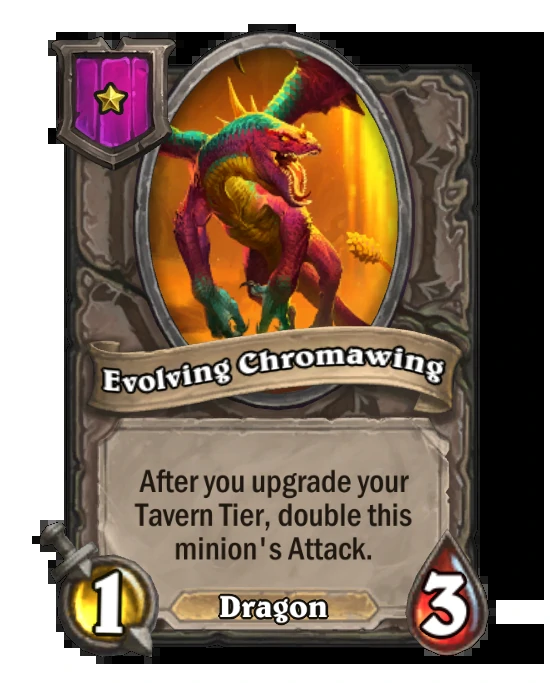 Evolving Chromawing
After you upgrade your
Tavern Tier, double this
minion's Attack.
1
Dragon
3